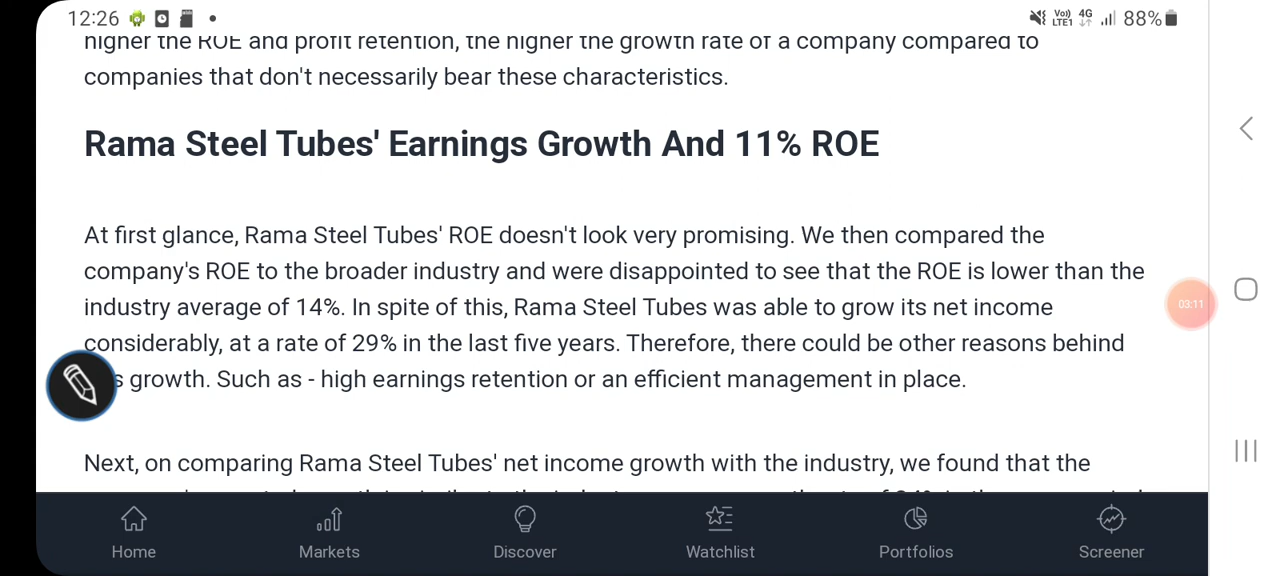 12:26
Vo)) 4G
LTE1
88%
higher the ROE and profit retention, the higher the growth rate of a company compared to
companies that don't necessarily bear these characteristics.
Rama Steel Tubes' Earnings Growth And 11% ROE
At first glance, Rama Steel Tubes' ROE doesn't look very promising. We then compared the
company's ROE to the broader industry and were disappointed to see that the ROE is lower than the
industry average of 14%. In spite of this, Rama Steel Tubes was able to grow its net income
03:11
considerably, at a rate of 29% in the last five years. Therefore, there could be other reasons behind
s growth. Such as - high earnings retention or an efficient management in place.
Next, on comparing Rama Steel Tubes' net income growth with the industry, we found that the
Home Markets Discover Watchlist Portfolios Screener